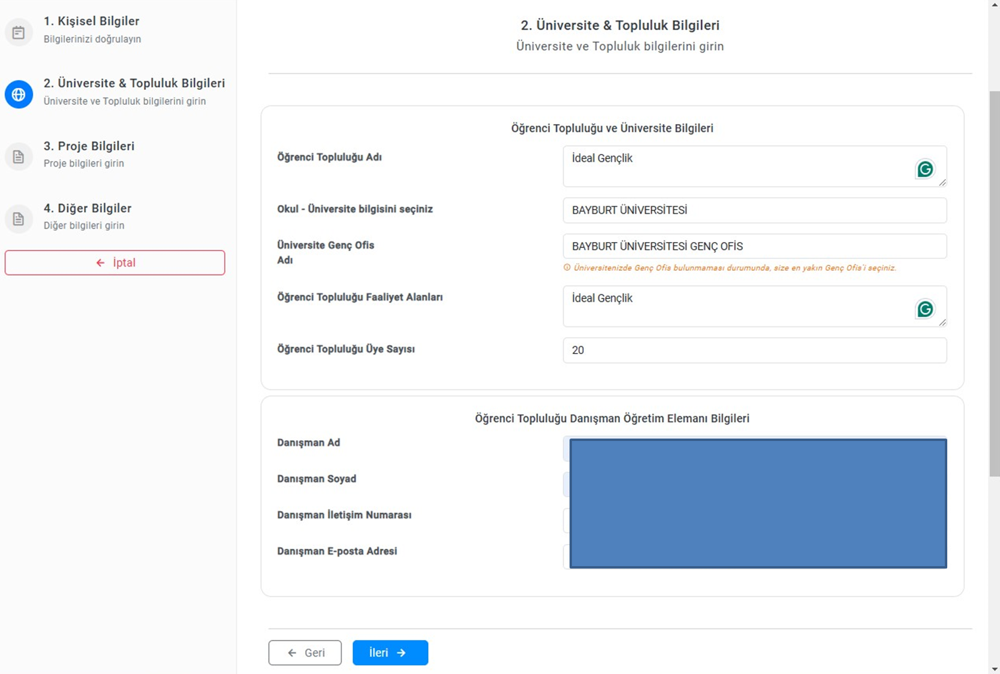 1. Kişisel Bilgiler
Bilgilerinizi doğrulayın
2. Üniversite & Topluluk Bilgileri
Üniversite ve Topluluk bilgilerini girin
3. Proje Bilgileri
Proje bilgileri girin
4. Diğer Bilgiler
Diğer bilgileri girin
← İptal
2. Üniversite & Topluluk Bilgileri
Üniversite ve Topluluk bilgilerini girin
Öğrenci Topluluğu ve Üniversite Bilgileri
Öğrenci Topluluğu Adı
İdeal Gençlik
Okul - Üniversite bilgisini seçiniz
BAYBURT ÜNİVERSİTESİ
Üniversite Genç Ofis
Adı
BAYBURT ÜNİVERSİTESİ GENÇ OFİS
Üniversitenizde Genç Ofis bulunmaması durumunda, size en yakın Genç Ofis'i seçiniz.
Öğrenci Topluluğu Faaliyet Alanları
İdeal Gençlik
Öğrenci Topluluğu Üye Sayısı
20
Öğrenci Topluluğu Danışman Öğretim Elemanı Bilgileri
Danışman Ad
Danışman Soyad
Danışman İletişim Numarası
Danışman E-posta Adresi
← Geri
İleri →